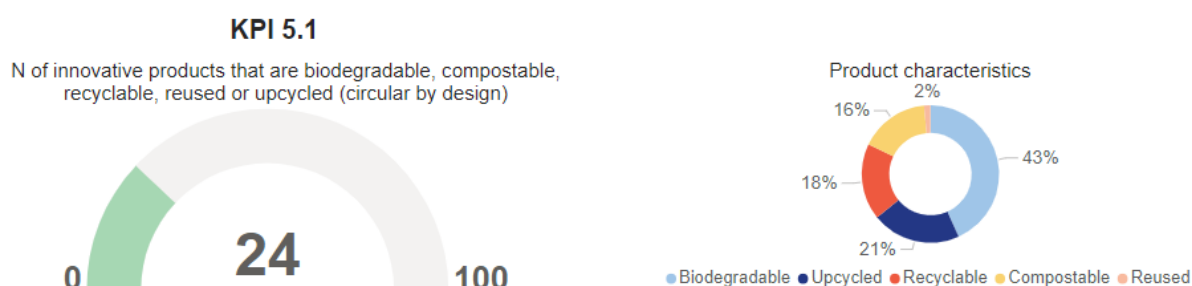 KPI 5.1
N of innovative products that are biodegradable, compostable,
recyclable, reused or upcycled (circular by design)
0
24
100
Product characteristics
2%
16%
43%
18%
21%
Biodegradable Upcycled Recyclable Compostable Reused